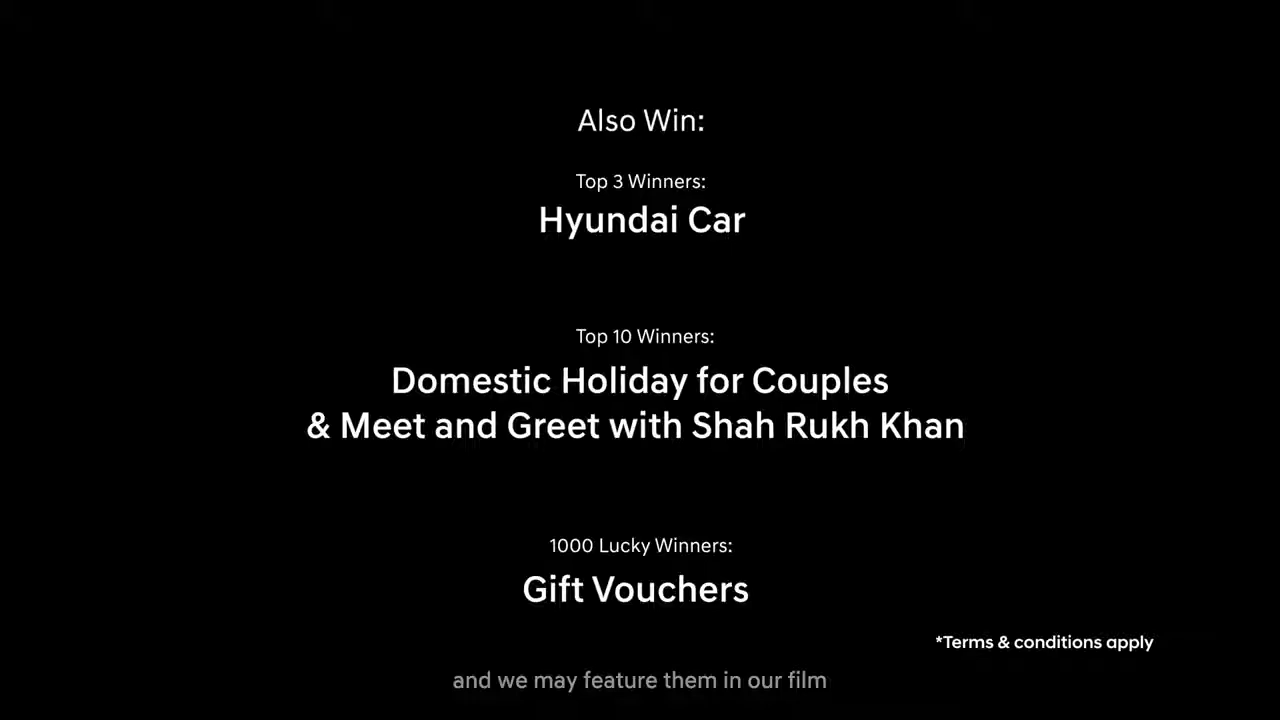 Also Win:
Top 3 Winners:
Hyundai Car
Top 10 Winners:
Domestic Holiday for Couples
& Meet and Greet with Shah Rukh Khan
1000 Lucky Winners:
Gift Vouchers
*Terms & conditions apply
and we may feature them in our film